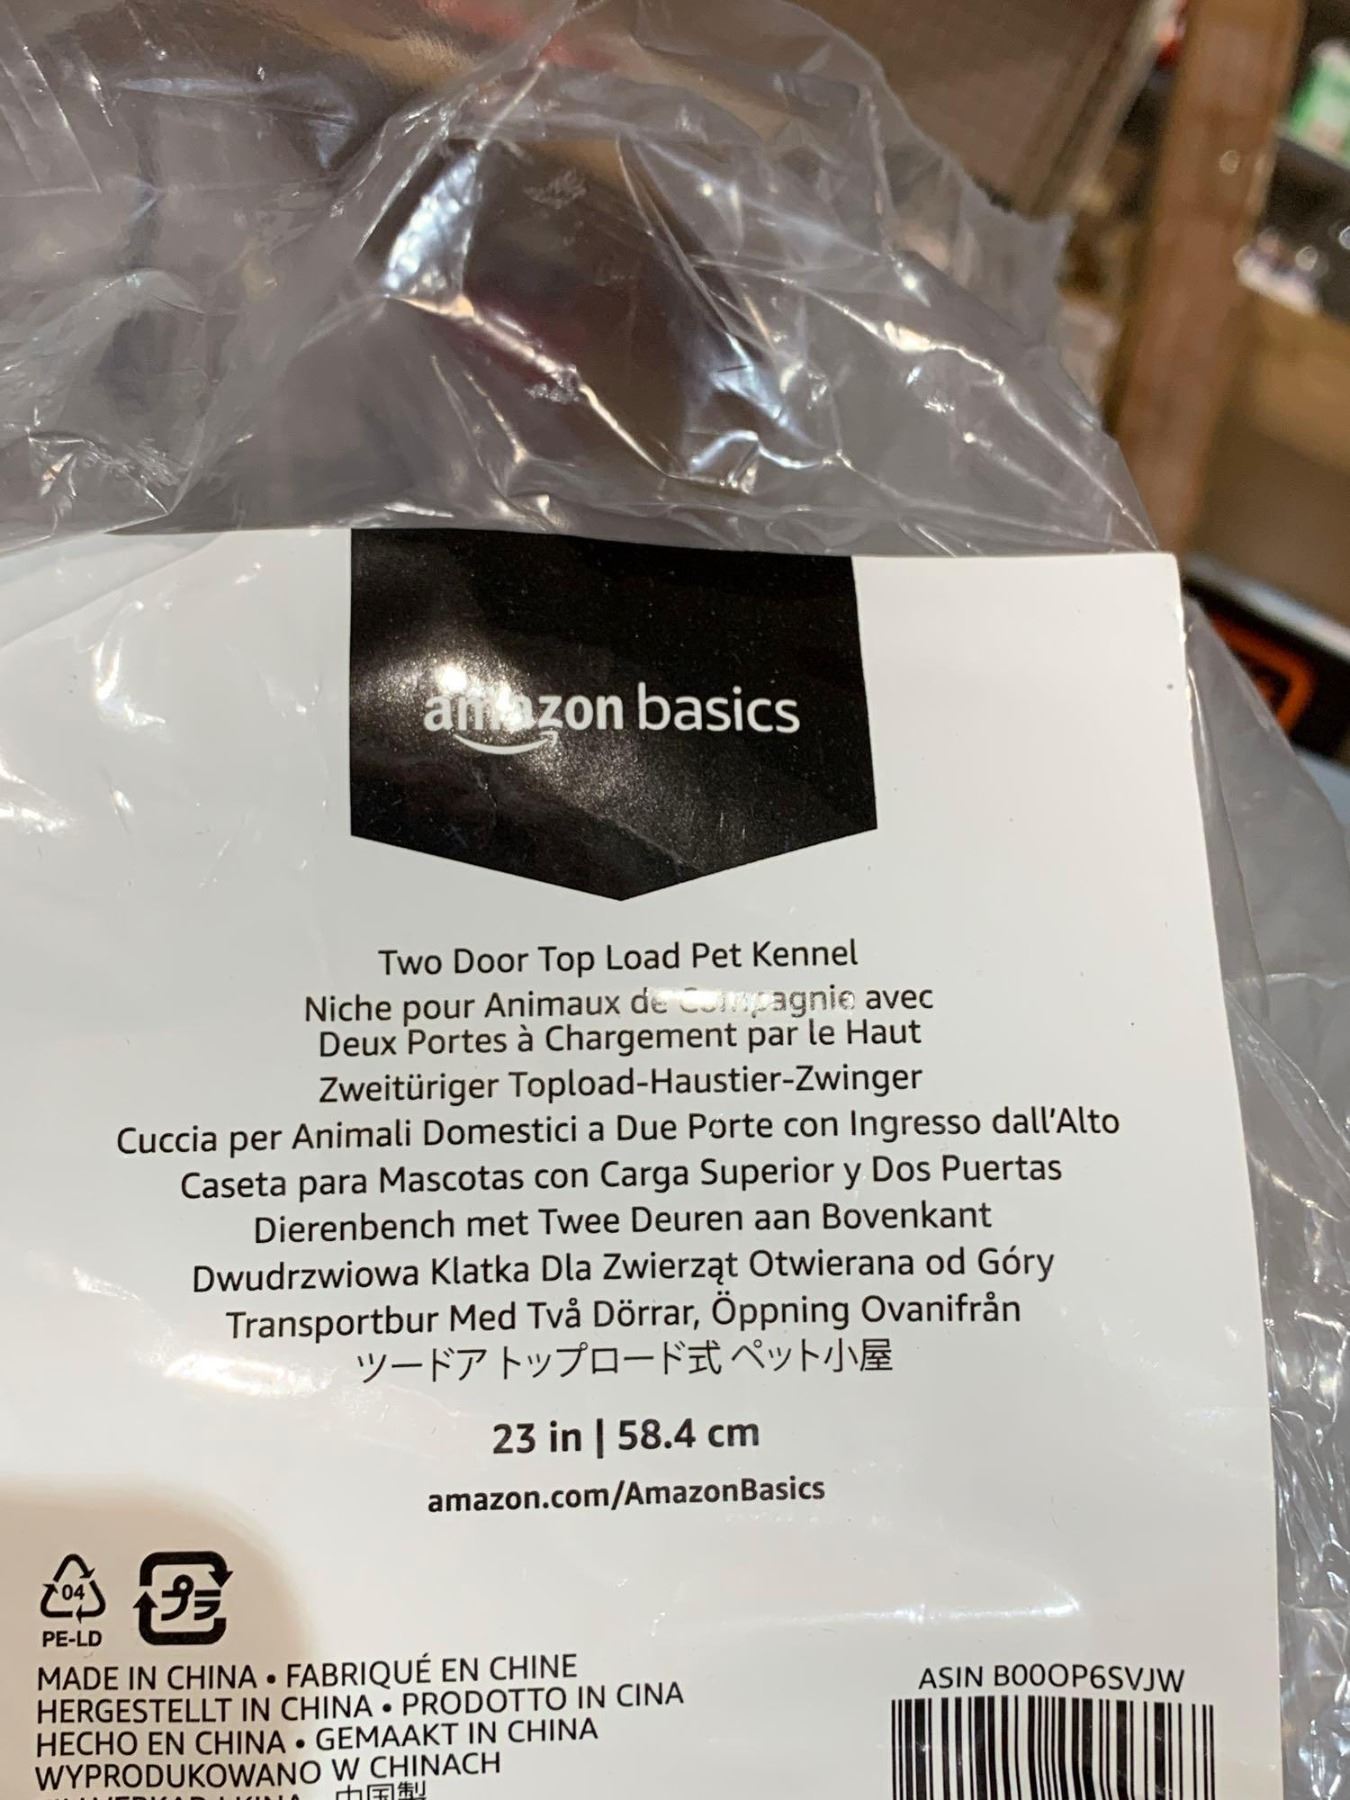 amazon basics
Two Door Top Load Pet Kennel
Niche pour Animaux de Compagnie avec
Deux Portes à Chargement par le Haut
Zweitüriger Topload-Haustier-Zwinger
Cuccia per Animali Domestici a Due Porte con Ingresso dall'Alto
Caseta para Mascotas con Carga Superior y Dos Puertas
Dierenbench met Twee Deuren aan Bovenkant
Dwudrzwiowa Klatka Dla Zwierząt Otwierana od Góry
Transportbur Med Två Dörrar, Öppning Ovanifrån
ツードア トップロード式 ペット小屋
23 in | 58.4 cm
amazon.com/AmazonBasics
04 プラ
PE-LD
MADE IN CHINA • FABRIQUÉ EN CHINE
HERGESTELLT IN CHINA • PRODOTTO IN CINA
HECHO EN CHINA • GEMAAKT IN CHINA
WYPRODUKOWANO W CHINACH
中国製
ASIN B00OP6SVJW